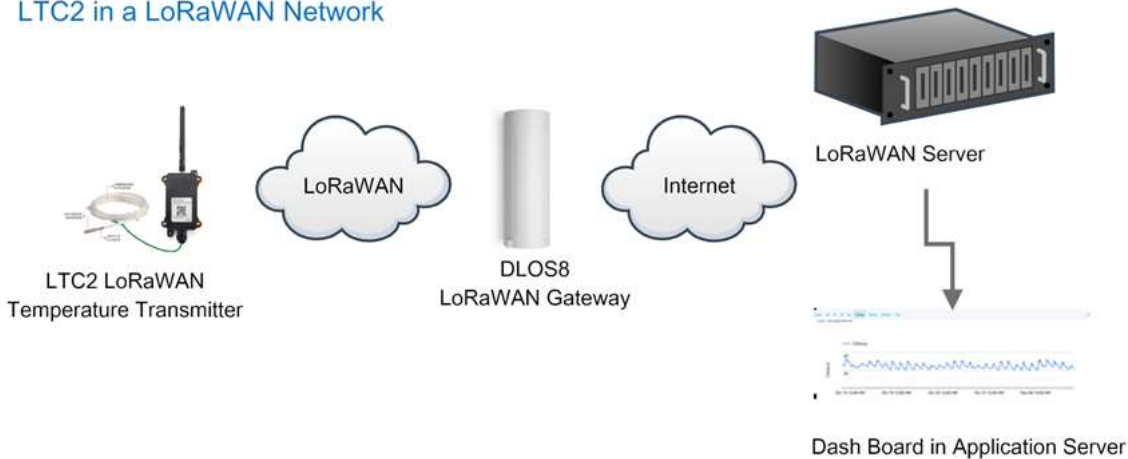 LTC2 in a LoRaWAN Network
LoRaWAN
Internet
LoRaWAN Server
LTC2 LoRaWAN
Temperature Transmitter
DLOS8
LoRaWAN Gateway
Dash Board in Application Server